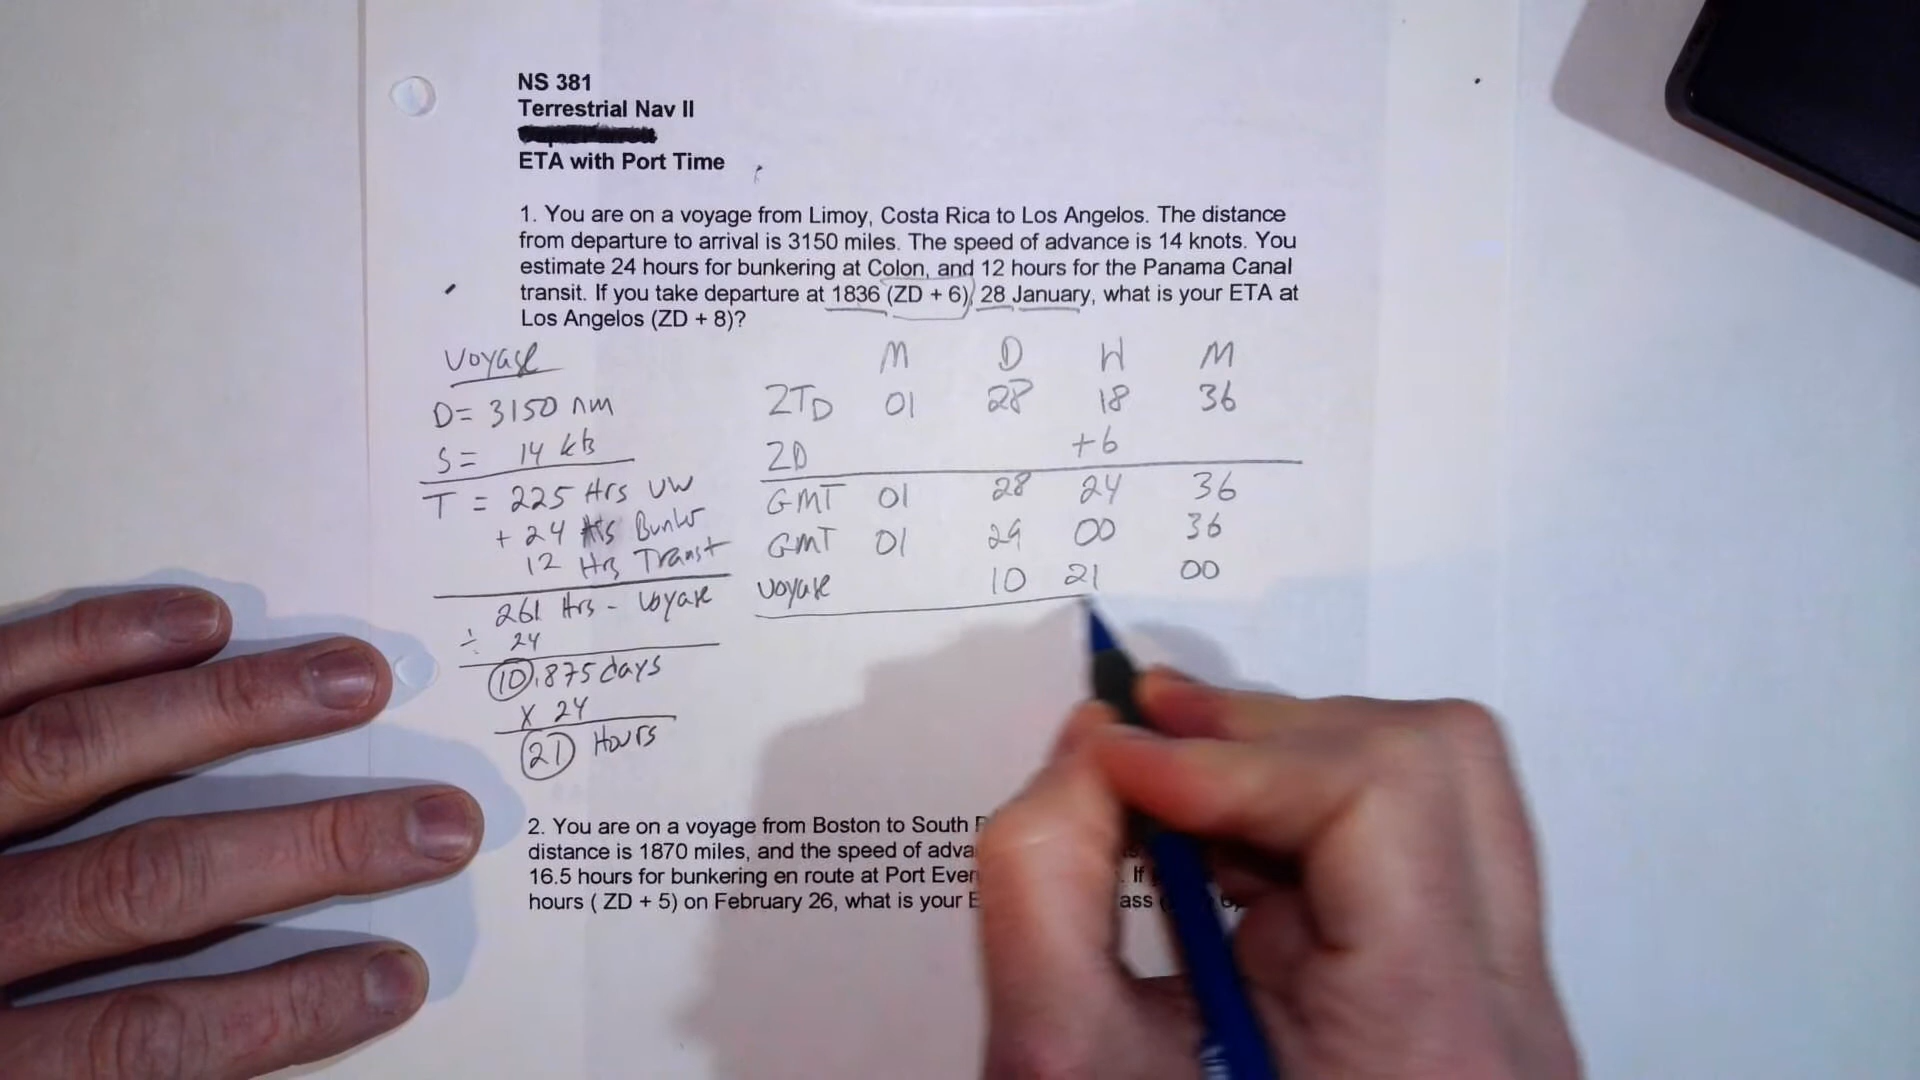 NS 381
Terrestrial Nav II
ETA with Port Time
1. You are on a voyage from Limoy, Costa Rica to Los Angelos. The distance
from departure to arrival is 3150 miles. The speed of advance is 14 knots. You
estimate 24 hours for bunkering at Colon, and 12 hours for the Panama Canal
transit. If you take departure at 1836 (ZD + 6), 28 January, what is your ETA at
Los Angelos (ZD + 8)?
Voyage
D= 3150 nm
S= 14 kts
T = 225 Hrs UW
+ 24 Hrs Bunker
12 Hrs Transt
261 Hrs - Voyage
÷ 24
10.875 days
X 24
21 Hours
M D H M
ZTD 01 28 18 36
ZD +6
GMT 01 28 24 36
GMT 01 29 00 36
Voyage 10 21 00
2. You are on a voyage from Boston to South
distance is 1870 miles, and the speed of
16.5 hours for bunkering en route at Port If
hours ( ZD + 5) on February 26, what is your